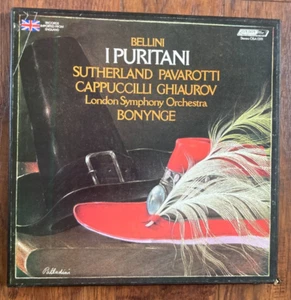 BELLINI
I PURITANI
SUTHERLAND PAVAROTTI
CAPPUCCILLI GHIAUROV
London Symphony Orchestra
BONYNGE